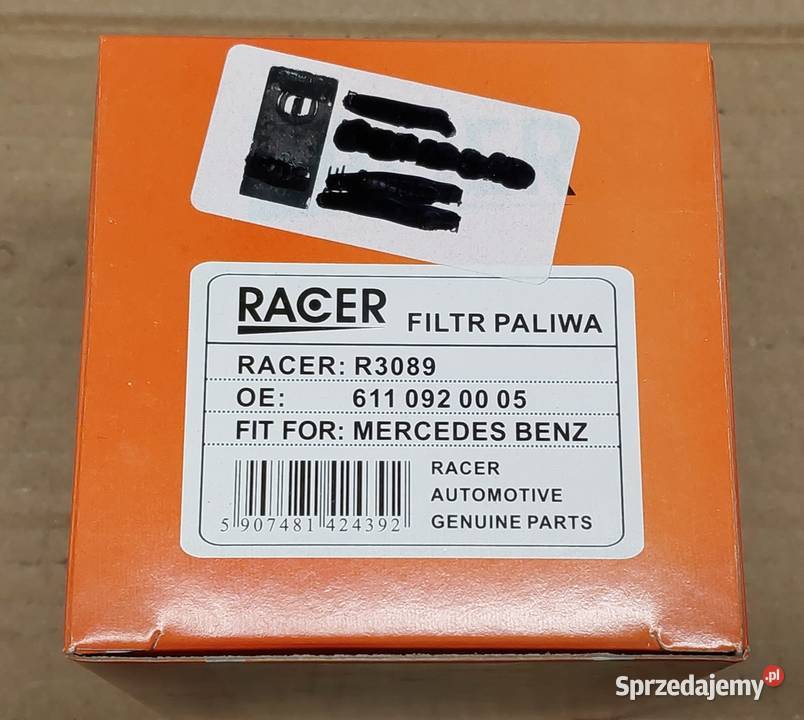 RACER FILTR PALIWA
RACER: R3089
OE: 611 092 00 05
FIT FOR: MERCEDES BENZ
RACER
AUTOMOTIVE
GENUINE PARTS
5 907481 424392
Sprzedajemy.pl